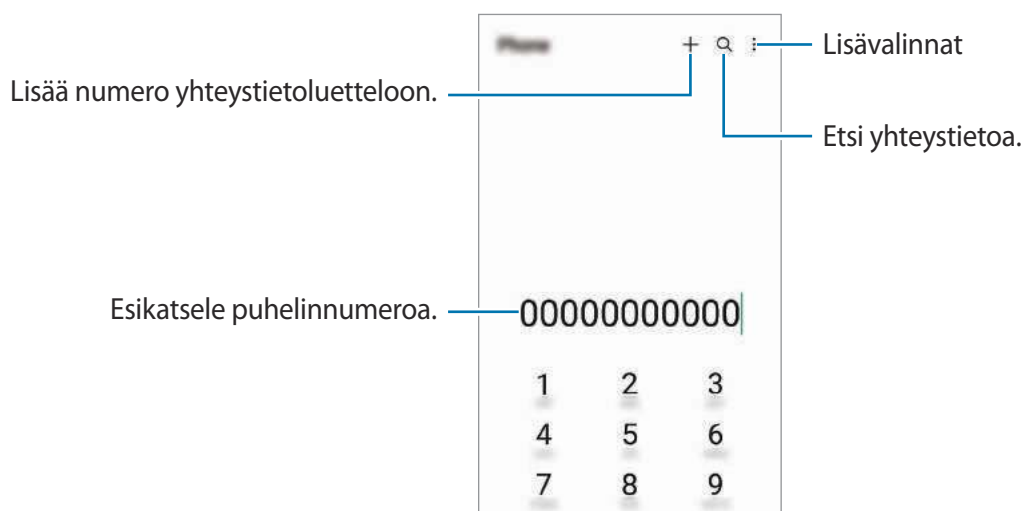 Phone
Lisävalinnat
Lisää numero yhteystietoluetteloon.
Etsi yhteystietoa.
Esikatsele puhelinnumeroa.
00000000000
1 2 3
4 5 6
7 8 9